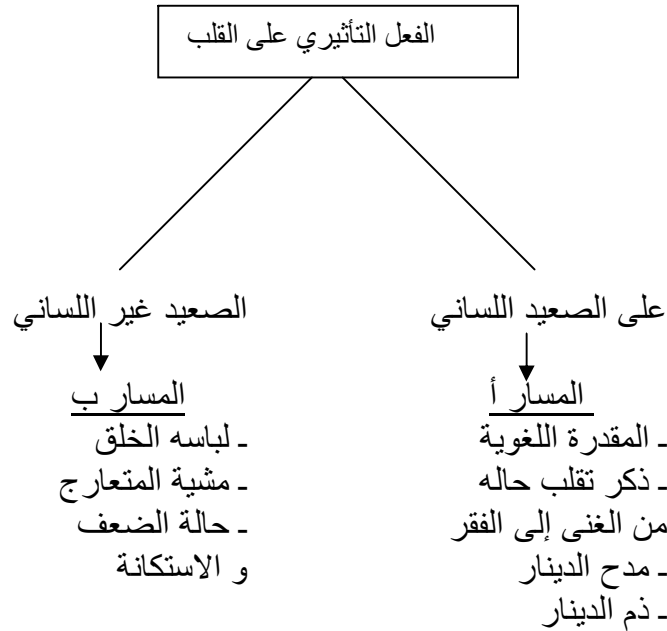 الفعل التأثيري على القلب
على الصعيد اللساني
المسار أ
ـ المقدرة اللغوية
ـ ذكر تقلب حاله
من الغنى إلى الفقر
ـ مدح الدينار
ـ ذم الدينار
الصعيد غير اللساني
المسار ب
ـ لباسه الخلق
ـ مشية المتعارج
ـ حالة الضعف
و الاستكانة